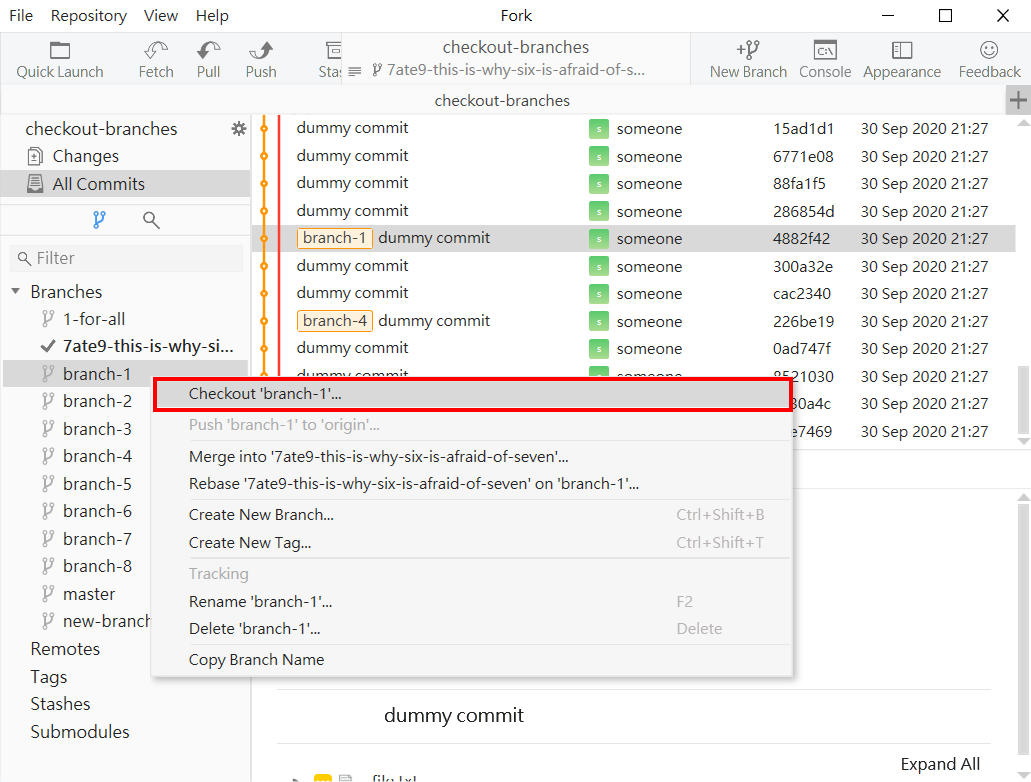 File Repository View Help Fork
Quick Launch Fetch Pull Push Stas
checkout-branches
7ate9-this-is-why-six-is-afraid-of-s...
New Branch Console Appearance Feedback
checkout-branches
checkout-branches
Changes
All Commits
Filter
Branches
1-for-all
7ate9-this-is-why-si...
branch-1
branch-2
branch-3
branch-4
branch-5
branch-6
branch-7
branch-8
master
new-branch
Remotes
Tags
Stashes
Submodules
dummy commit s someone 15ad1d1 30 Sep 2020 21:27
dummy commit s someone 6771e08 30 Sep 2020 21:27
dummy commit s someone 88fa1f5 30 Sep 2020 21:27
dummy commit s someone 286854d 30 Sep 2020 21:27
branch-1 dummy commit s someone 4882f42 30 Sep 2020 21:27
dummy commit s someone 300a32e 30 Sep 2020 21:27
dummy commit s someone cac2340 30 Sep 2020 21:27
branch-4 dummy commit s someone 226be19 30 Sep 2020 21:27
dummy commit s someone 0ad747f 30 Sep 2020 21:27
dummy commit 8521030 30 Sep 2020 21:27
30a4c 30 Sep 2020 21:27
e7469 30 Sep 2020 21:27
Checkout 'branch-1'...
Push 'branch-1' to 'origin'...
Merge into '7ate9-this-is-why-six-is-afraid-of-seven'...
Rebase '7ate9-this-is-why-six-is-afraid-of-seven' on 'branch-1'...
Create New Branch... Ctrl+Shift+B
Create New Tag... Ctrl+Shift+T
Tracking
Rename 'branch-1'... F2
Delete 'branch-1'... Delete
Copy Branch Name
dummy commit
Expand All